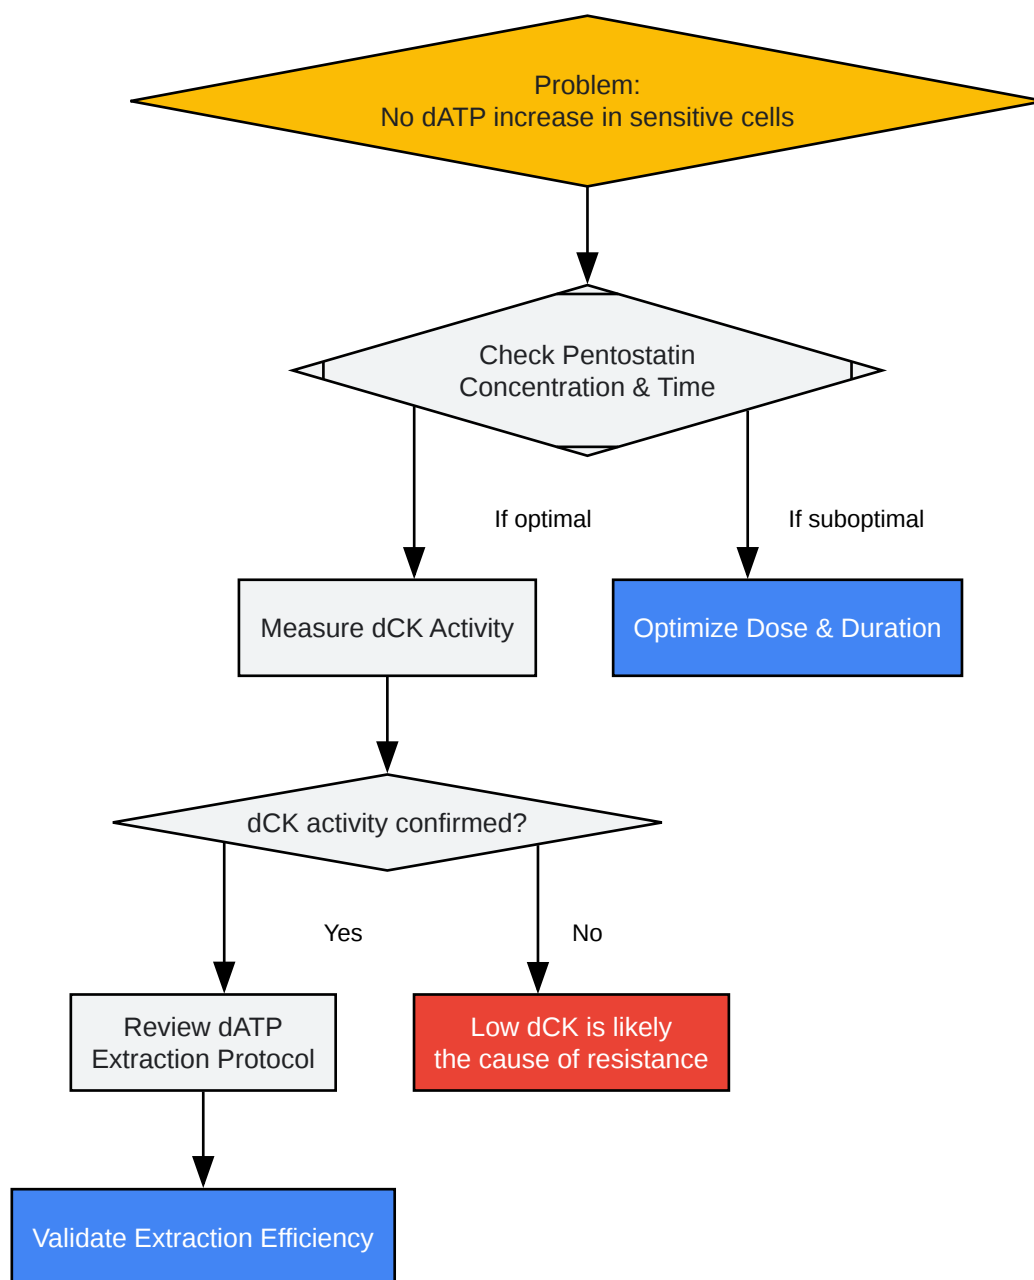 Problem:
No dATP increase in sensitive cells
Check Pentostatin
Concentration & Time
If optimal
If suboptimal
Measure dCK Activity
Optimize Dose & Duration
dCK activity confirmed?
Yes
No
Review dATP
Extraction Protocol
Low dCK is likely
the cause of resistance
Validate Extraction Efficiency